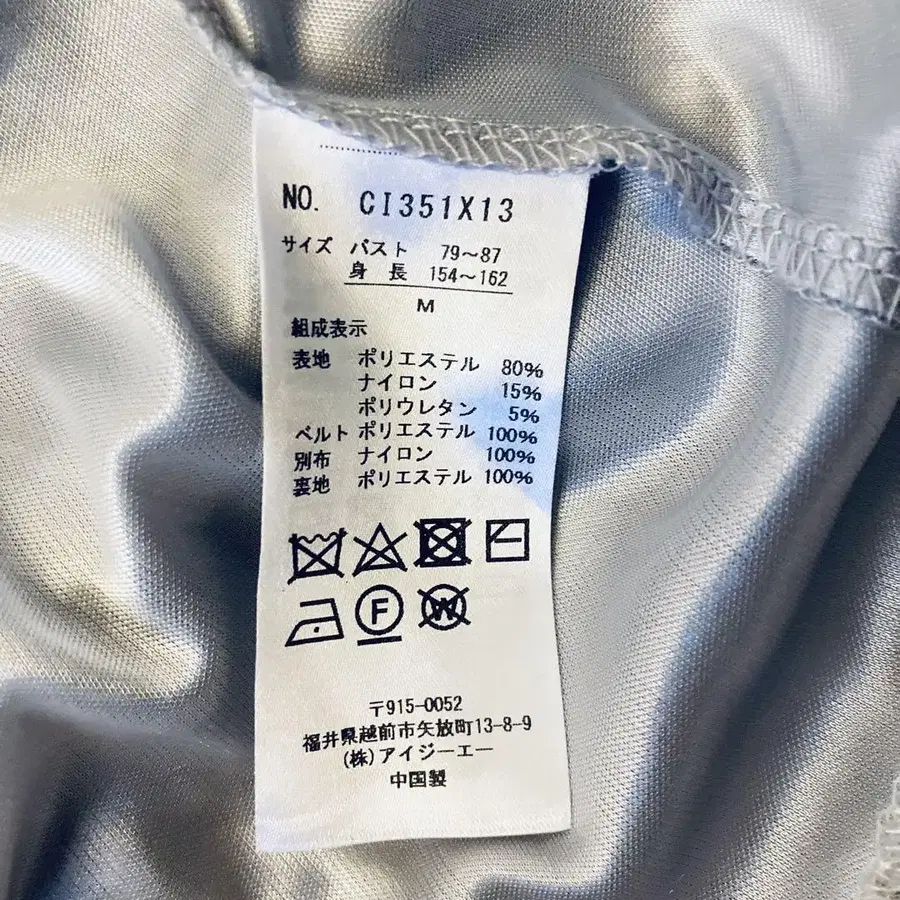 NO. CI351X13
サイズ バスト 79〜87
身長 154〜162
M
組成表示
表地 ポリエステル 80%
ナイロン 15%
ポリウレタン 5%
ベルト ポリエステル 100%
別布 ナイロン 100%
裏地 ポリエステル 100%
F W
〒915-0052
福井県越前市矢放町13-8-9
(株)アイジーエー
中国製